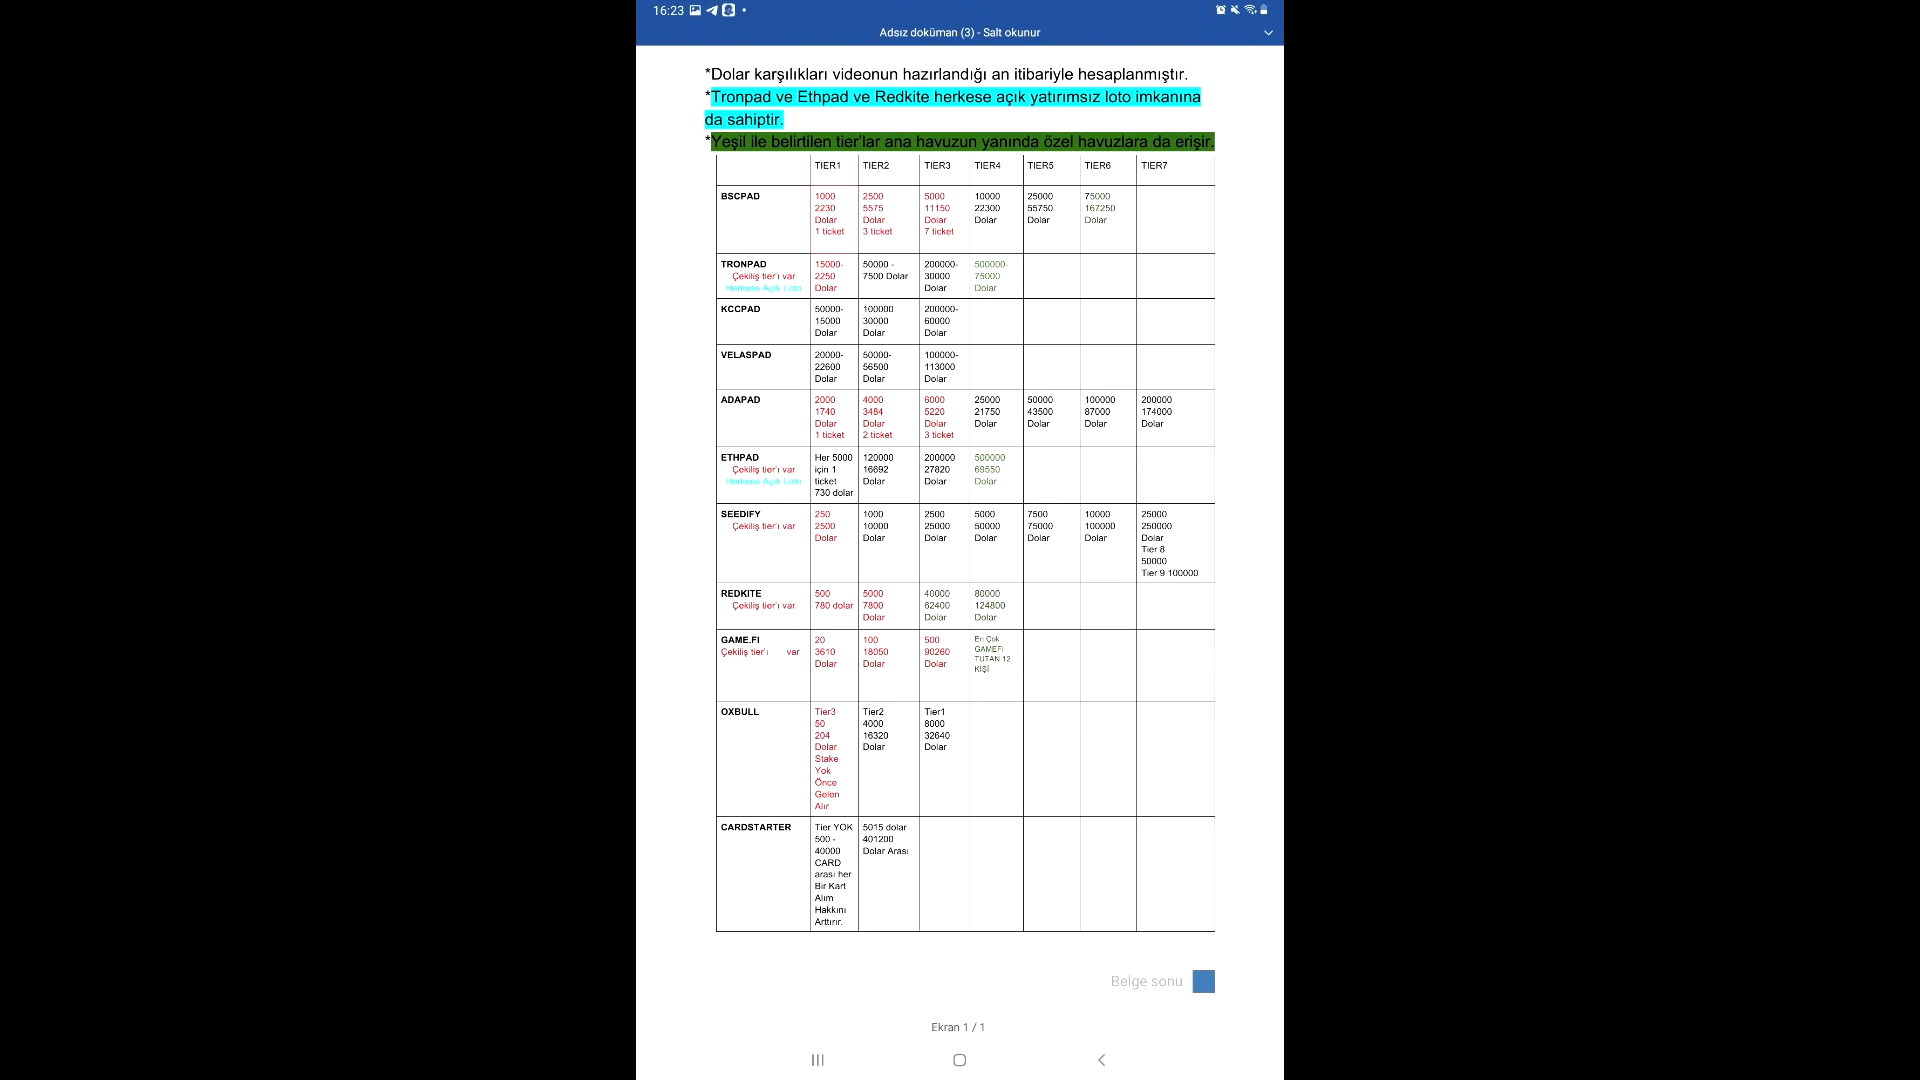 16:23
Adsız doküman (3) - Salt okunur
*Dolar karşılıkları videonun hazırlandığı an itibariyle hesaplanmıştır.
*Tronpad ve Ethpad ve Redkite herkese açık yatırımsız loto imkanına
da sahiptir.
*Yeşil ile belirtilen tier'lar ana havuzun yanında özel havuzlara da erişir.
TIER1 TIER2 TIER3 TIER4 TIER5 TIER6 TIER7
BSCPAD 1000 2500 5000 10000 25000 75000
2230 5575 11150 22300 55750 167250
Dolar Dolar Dolar Dolar Dolar Dolar
1 ticket 3 ticket 7 ticket
TRONPAD 15000- 50000 - 200000- 500000-
Çekiliş tier'ı var 2250 7500 Dolar 30000 75000
Herkese Açık Loto Dolar Dolar Dolar
KCCPAD 50000- 100000 200000-
15000 30000 60000
Dolar Dolar Dolar
VELASPAD 20000- 50000- 100000-
22600 56500 113000
Dolar Dolar Dolar
ADAPAD 2000 4000 6000 25000 50000 100000 200000
1740 3484 5220 21750 43500 87000 174000
Dolar Dolar Dolar Dolar Dolar Dolar Dolar
1 ticket 2 ticket 3 ticket
ETHPAD Her 5000 120000 200000 500000
Çekiliş tier'ı var için 1 16692 27820 69550
Herkese Açık Loto ticket Dolar Dolar Dolar
730 dolar
SEEDIFY 250 1000 2500 5000 7500 10000 25000
Çekiliş tier'ı var 2500 10000 25000 50000 75000 100000 250000
Dolar Dolar Dolar Dolar Dolar Dolar Dolar
Tier 8
50000
Tier 9 100000
REDKITE 500 5000 40000 80000
Çekiliş tier'ı var 780 dolar 7800 62400 124800
Dolar Dolar Dolar
GAME.FI 20 100 500 En Çok
Çekiliş tier'ı var 3610 18050 90260 GAMEFI
Dolar Dolar Dolar TUTAN 12
KİŞİ
OXBULL Tier3 Tier2 Tier1
50 4000 8000
204 16320 32640
Dolar Dolar Dolar
Stake
Yok
Önce
Gelen
Alır
CARDSTARTER Tier YOK 5015 dolar
500 - 401200
40000 Dolar Arası
CARD
arası her
Bir Kart
Alım
Hakkını
Arttırır.
Belge sonu
Ekran 1 / 1